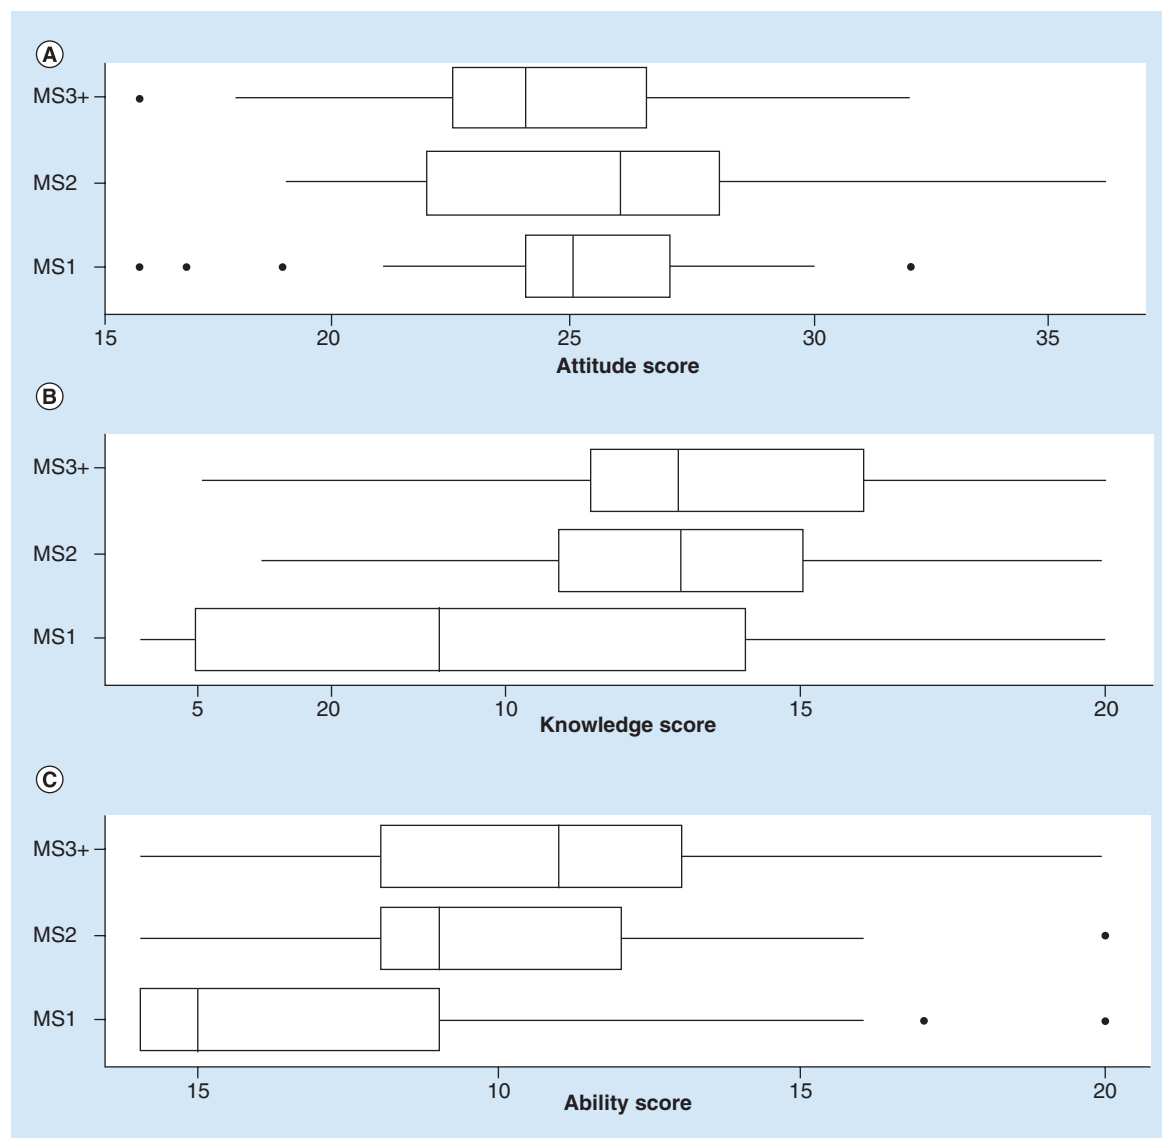 A
MS3+
MS2
MS1
15 20 25 30 35
Attitude score
B
MS3+
MS2
MS1
5 20 10 15 20
Knowledge score
C
MS3+
MS2
MS1
15 10 15 20
Ability score